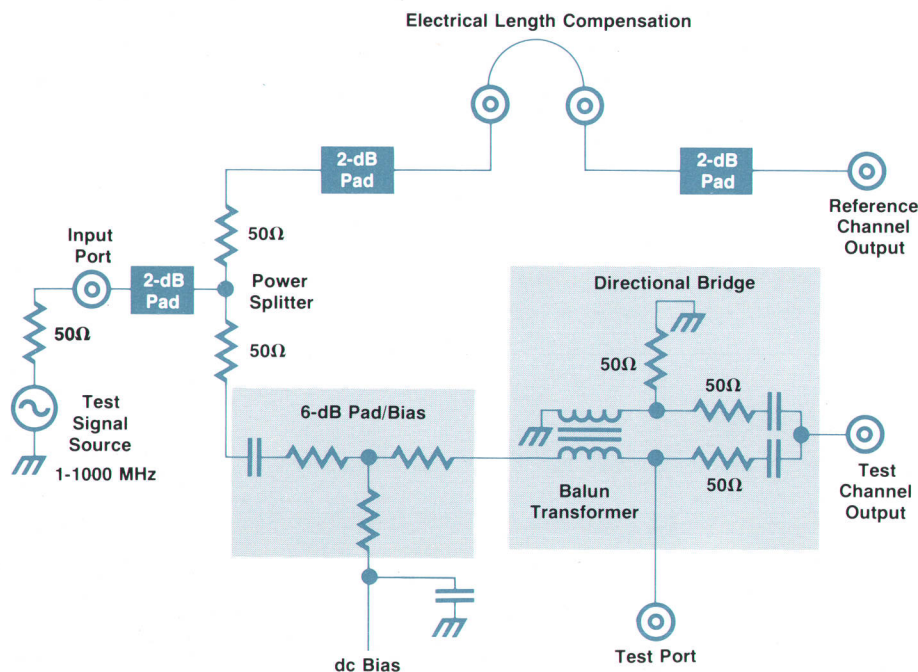 Electrical Length Compensation
2-dB
Pad
2-dB
Pad
Reference
Channel
Output
50Ω
Input
Port
2-dB
Pad
Power
Splitter
50Ω
50Ω
Test
Signal
Source
1-1000 MHz
6-dB Pad/Bias
dc Bias
Directional Bridge
50Ω
50Ω
50Ω
Balun
Transformer
Test
Channel
Output
Test Port